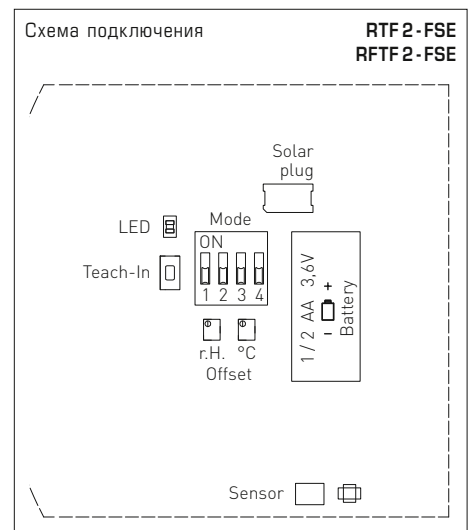 Схема подключения RTF 2 - FSE
RFTF 2 - FSE
Solar
plug
LED
Mode
ON
Teach-In
1 2 3 4
r.H. °C
Offset
1 / 2 AA 3,6V
– +
Battery
Sensor